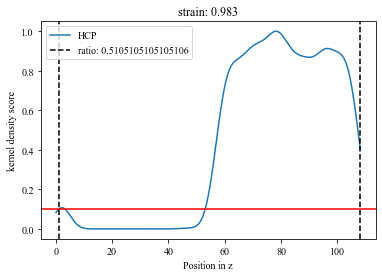 strain: 0.983
HCP
ratio: 0.5105105105105106
kernel density score
1.0
0.8
0.6
0.4
0.2
0.0
0 20 40 60 80 100
Position in z